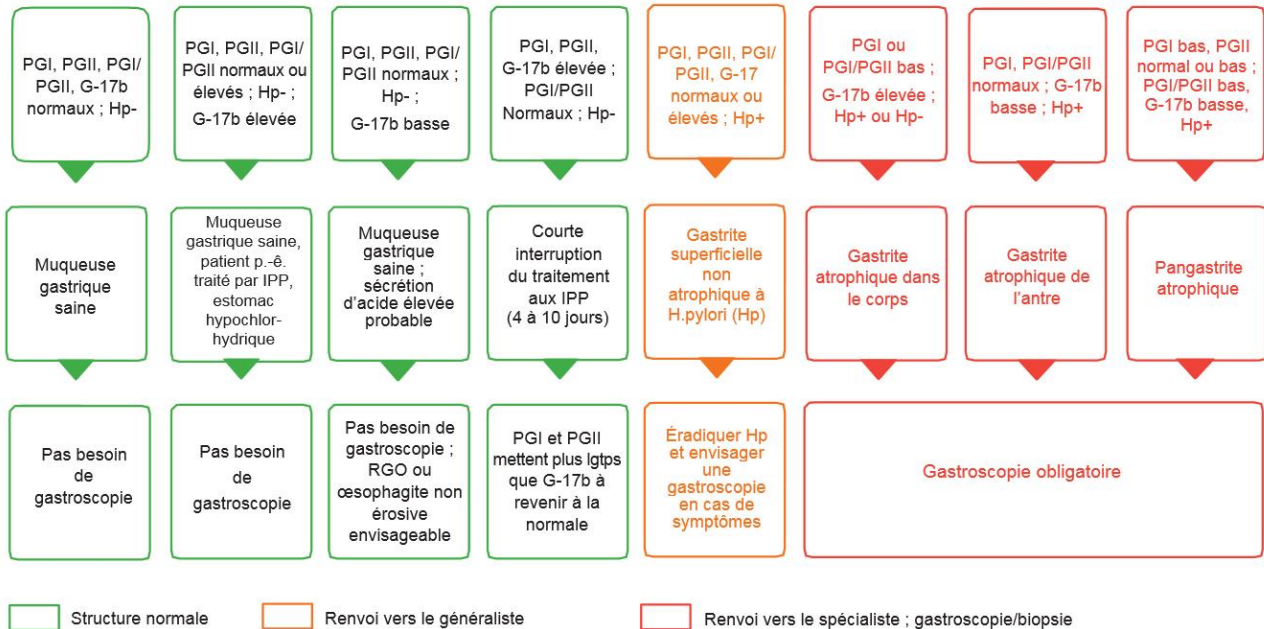 PGI, PGII, PGI/
PGII, G-17b
normaux ; Hp-
PGI, PGII, PGI/
PGII normaux ou
élevés ; Hp- ;
G-17b élevée
PGI, PGII, PGI/
PGII normaux ;
Hp- ;
G-17b basse
PGI, PGII,
G-17b élevée ;
PGI/PGII
Normaux ; Hp-
PGI, PGII, PGI/
PGII, G-17
normaux ou
élevés ; Hp+
PGI ou
PGI/PGII bas ;
G-17b élevée ;
Hp+ ou Hp-
PGI, PGI/PGII
normaux ; G-17b
basse ; Hp+
PGI bas, PGII
normal ou bas ;
PGI/PGII bas,
G-17b basse,
Hp+
Muqueuse
gastrique
saine
Muqueuse
gastrique saine,
patient p.-ê.
traité par IPP,
estomac
hypochlor-
hydrique
Muqueuse
gastrique
saine ;
sécrétion
d'acide élevée
probable
Courte
interruption
du traitement
aux IPP
(4 à 10 jours)
Gastrite
superficielle
non
atrophique à
H.pylori (Hp)
Gastrite
atrophique dans
le corps
Gastrite
atrophique de
l'antre
Pangastrite
atrophique
Pas besoin
de
gastroscopie
Pas besoin
de
gastroscopie
Pas besoin de
gastroscopie ;
RGO ou
œsophagite non
érosive
envisageable
PGI et PGII
mettent plus lgtps
que G-17b à
revenir à la
normale
Éradiquer Hp
et envisager
une
gastroscopie
en cas de
symptômes
Gastroscopie obligatoire
Structure normale
Renvoi vers le généraliste
Renvoi vers le spécialiste ; gastroscopie/biopsie